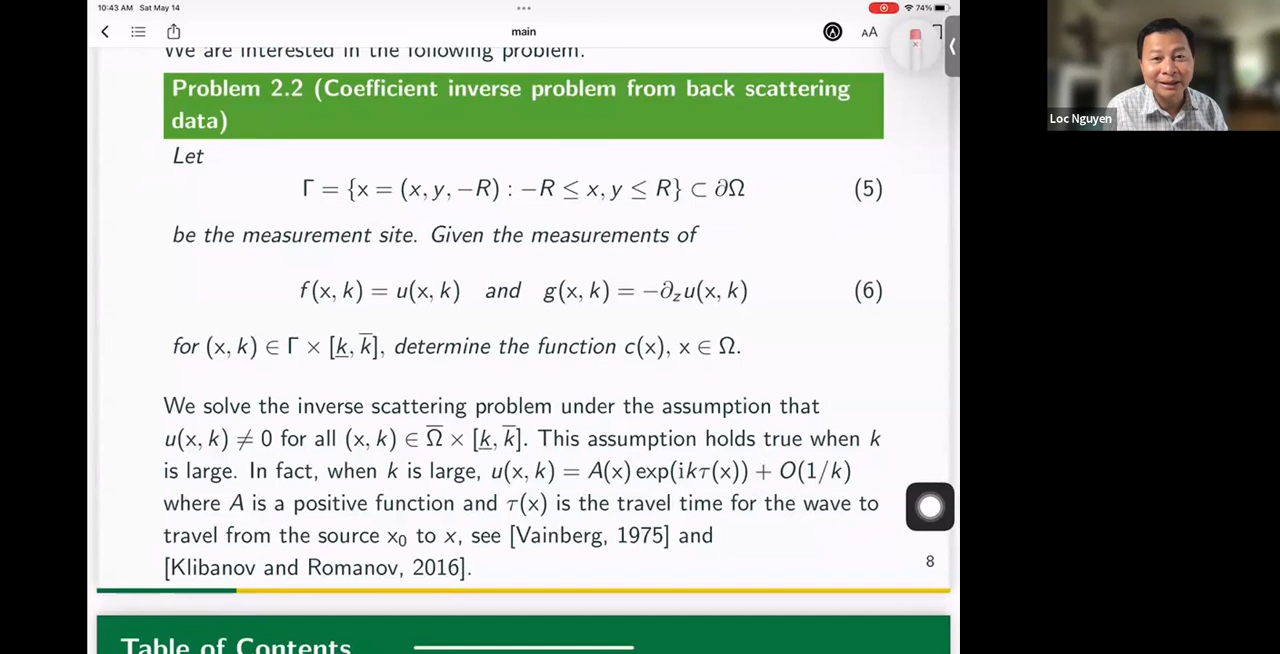 10:43 AM Sat May 14
74%
main
AA
We are interested in the following problem.
Problem 2.2 (Coefficient inverse problem from back scattering
data)
Let
Γ = {x = (x, y, −R) : −R ≤ x, y ≤ R} ⊂ ∂Ω (5)
be the measurement site. Given the measurements of
f(x, k) = u(x, k) and g(x, k) = −∂zu(x, k) (6)
for (x, k) ∈ Γ × [k̲, k̅], determine the function c(x), x ∈ Ω.
We solve the inverse scattering problem under the assumption that
u(x, k) ≠ 0 for all (x, k) ∈ Ω̅ × [k̲, k̅]. This assumption holds true when k
is large. In fact, when k is large, u(x, k) = A(x) exp(ikτ(x)) + O(1/k)
where A is a positive function and τ(x) is the travel time for the wave to
travel from the source x₀ to x, see [Vainberg, 1975] and
[Klibanov and Romanov, 2016].
8
Table of Contents
Loc Nguyen